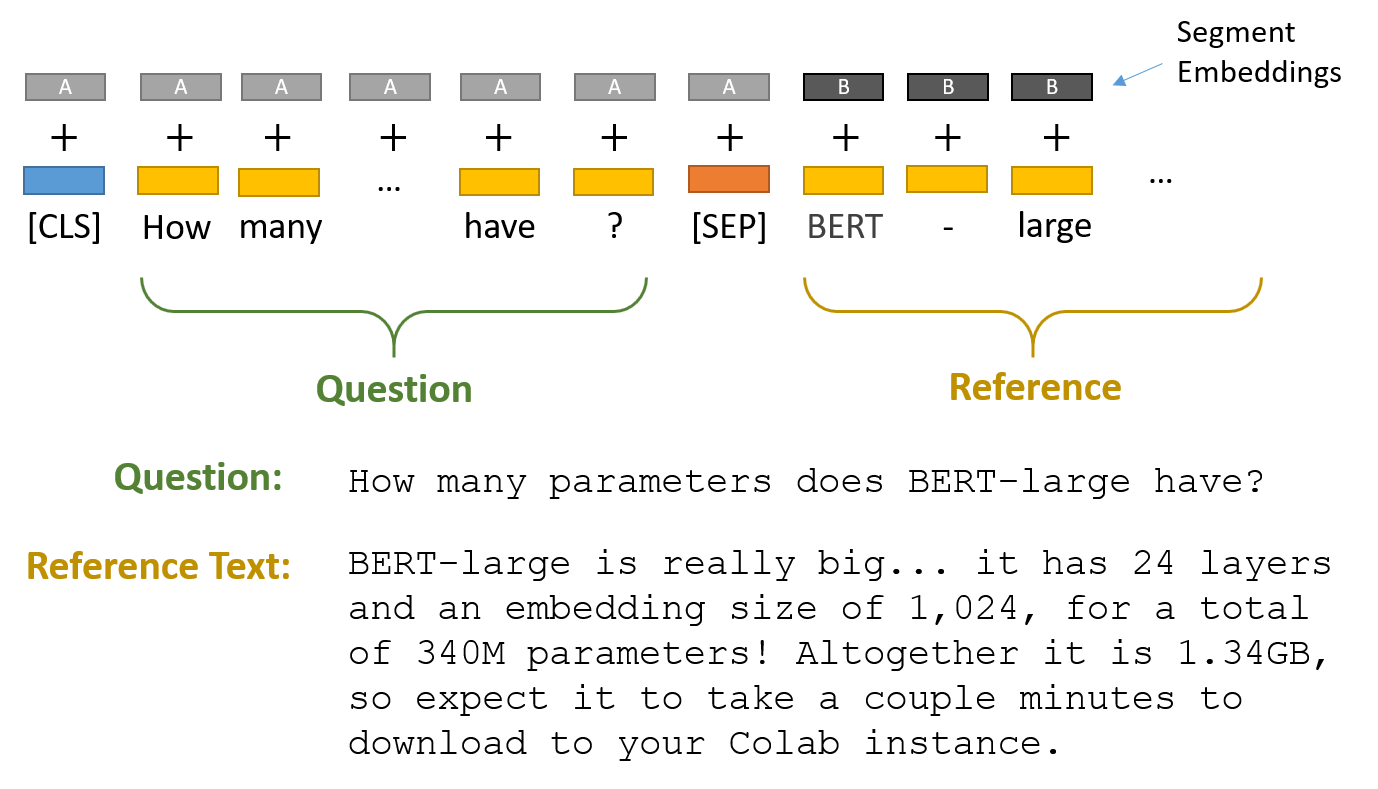 Segment
Embeddings
A A A A A A A B B B
+ + + + + + + + + +
... ...
[CLS] How many have ? [SEP] BERT - large
Question Reference
Question: How many parameters does BERT-large have?
Reference Text: BERT-large is really big... it has 24 layers
and an embedding size of 1,024, for a total
of 340M parameters! Altogether it is 1.34GB,
so expect it to take a couple minutes to
download to your Colab instance.